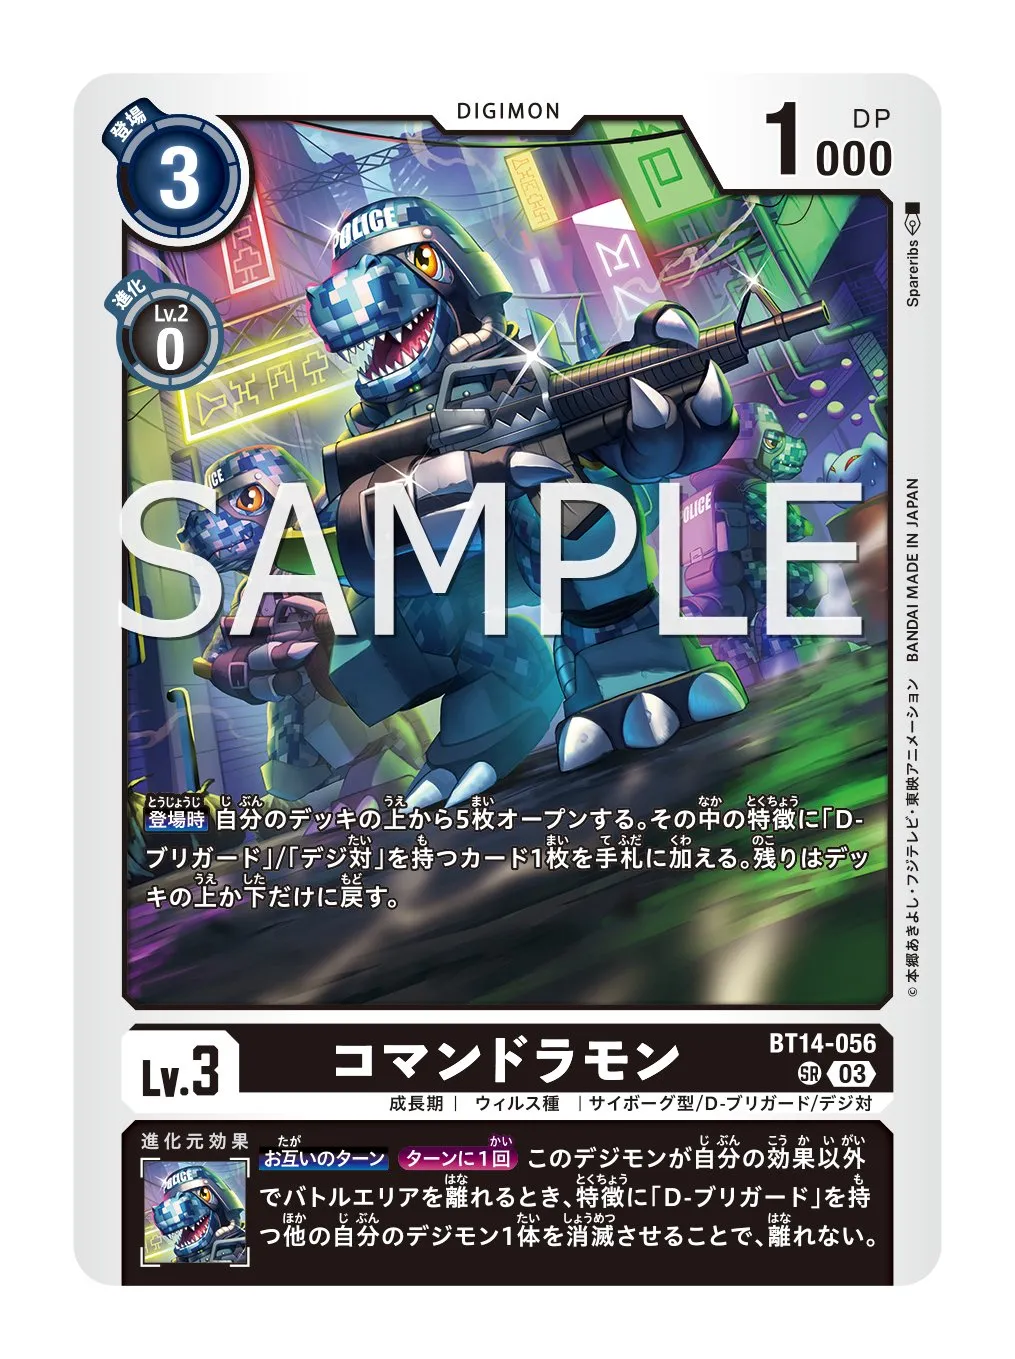 DIGIMON
登場
3
1000
DP
進化
Lv.2
0
POLICE
ICE
POLICE
SAMPLE
Spareribs
BANDAI MADE IN JAPAN
© 本郷あきよし・フジテレビ・東映アニメーション
登場時 自分のデッキの上から5枚オープンする。その中の特徴に「D-
ブリガード」/「デジ対」を持つカード1枚を手札に加える。残りはデッ
キの上か下だけに戻す。
Lv.3
コマンドラモン
BT14-056
SR 03
成長期 | ウィルス種 | サイボーグ型/D-ブリガード/デジ対
進化元効果
お互いのターン ターンに1回 このデジモンが自分の効果以外
でバトルエリアを離れるとき、特徴に「D-ブリガード」を持
つ他の自分のデジモン1体を消滅させることで、離れない。